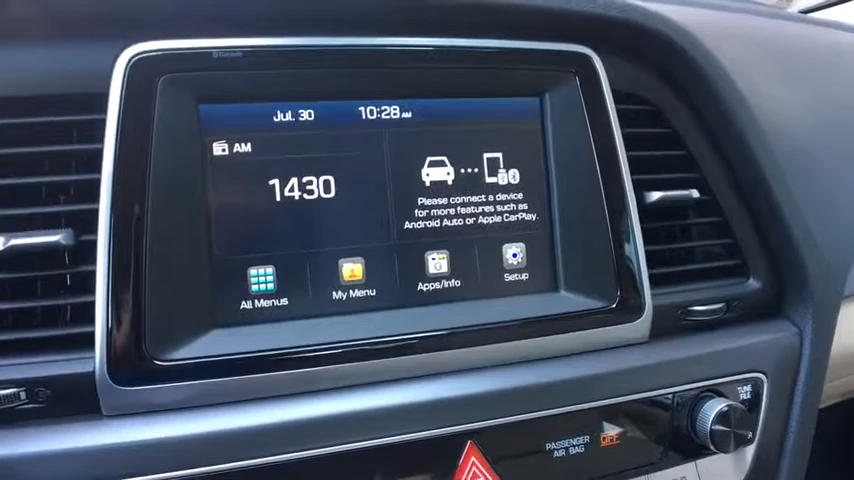 Bluetooth
Jul. 30 10:28 AM
AM
1430
Please connect a device
for more features such as
Android Auto or Apple CarPlay.
All Menus
My Menu
Apps/Info
Setup
TUNE
FILE
PASSENGER
AIR BAG
OFF